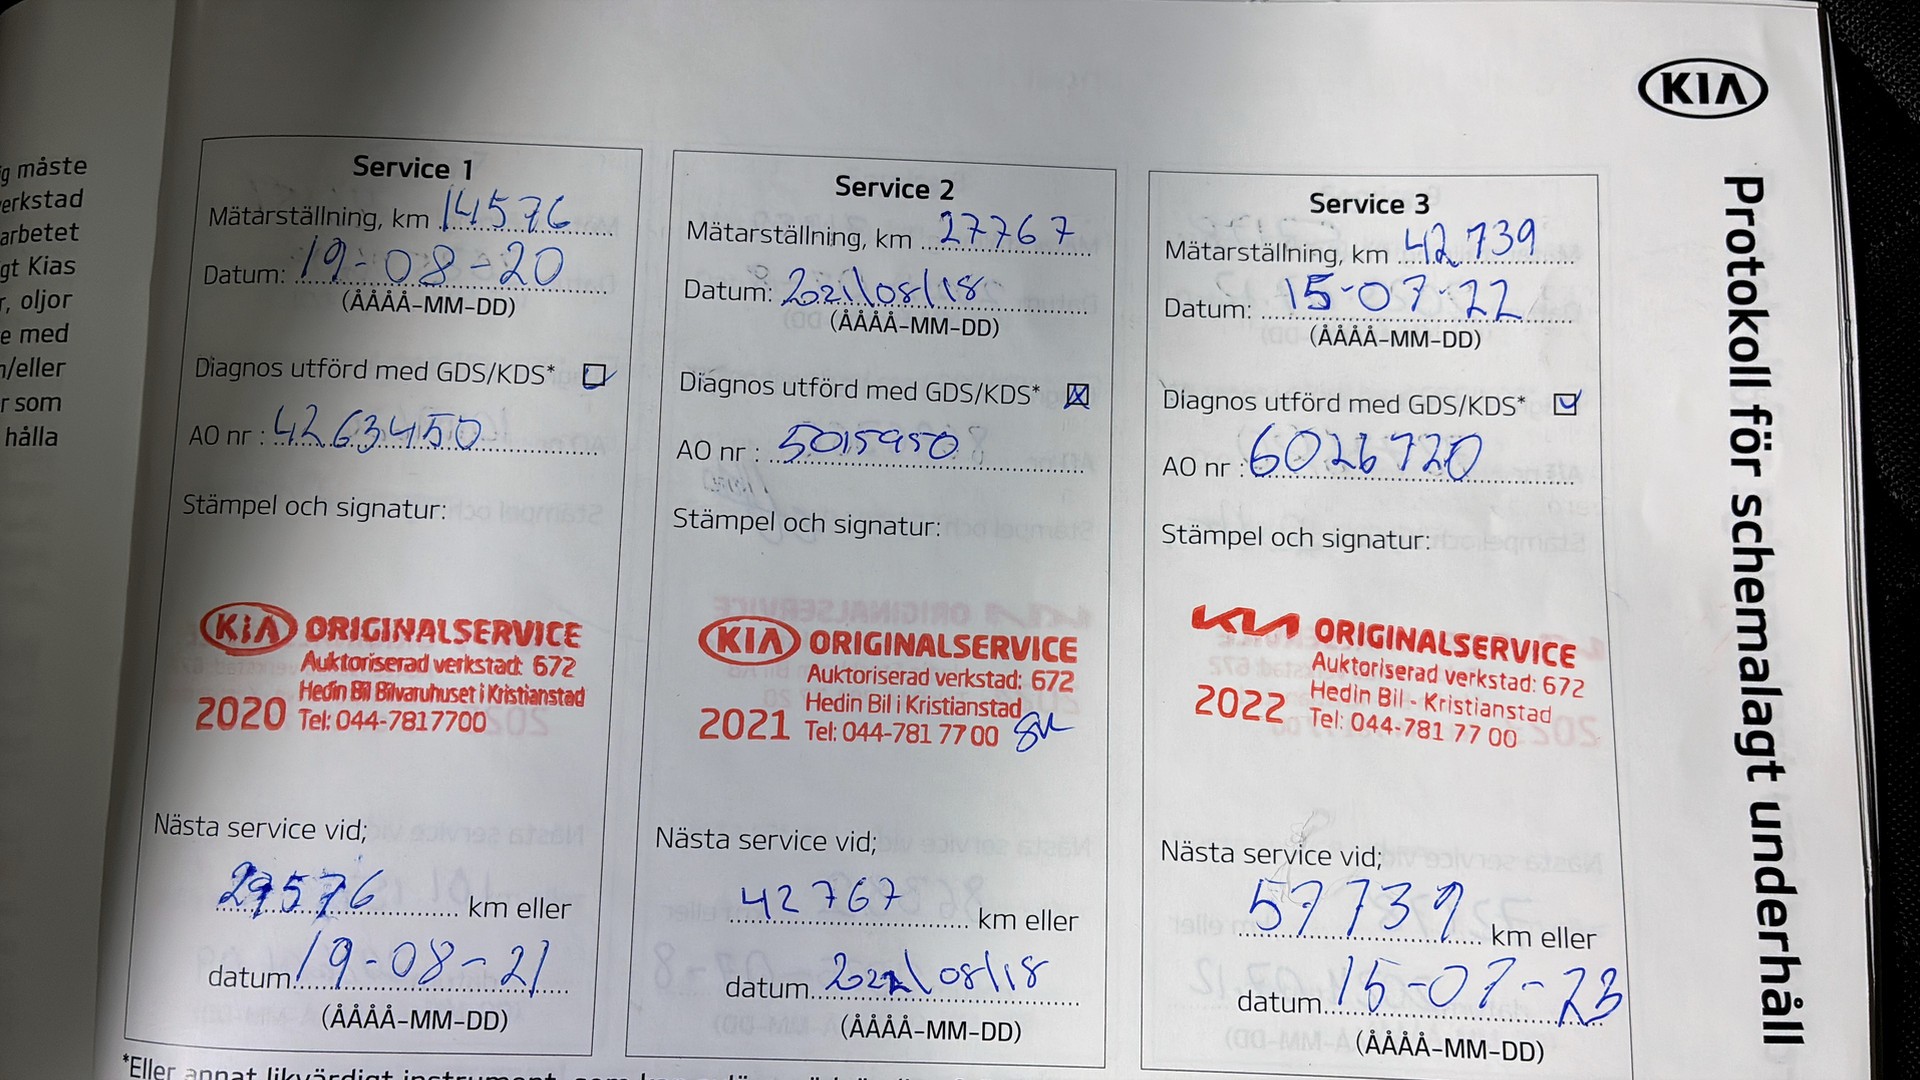 KIA
Protokoll för schemalagt underhåll
måste
arbetet
gt Kias
r, oljor
e med
n/eller
r som
hålla
Service 1
Mätarställning, km 14576
Datum: 19-08-20
(ÅÅÅÅ-MM-DD)
Diagnos utförd med GDS/KDS*
AO nr : 4263450
Stämpel och signatur:
KIA ORIGINALSERVICE
Auktoriserad verkstad: 672
Hedin Bil Bilvaruhuset i Kristianstad
2020 Tel: 044-7817700
Nästa service vid;
29576 km eller
datum 19-08-21
(ÅÅÅÅ-MM-DD)
Service 2
Mätarställning, km 27767
Datum: 2021\08/18
(ÅÅÅÅ-MM-DD)
Diagnos utförd med GDS/KDS*
AO nr : 5015950
Stämpel och signatur:
KIA ORIGINALSERVICE
Auktoriserad verkstad: 672
Hedin Bil i Kristianstad
2021 Tel: 044-781 77 00
Nästa service vid;
42767 km eller
datum 2022\08/18
(ÅÅÅÅ-MM-DD)
Service 3
Mätarställning, km 42739
Datum: 15-07-22
(ÅÅÅÅ-MM-DD)
Diagnos utförd med GDS/KDS*
AO nr : 6026720
Stämpel och signatur:
KIA ORIGINALSERVICE
Auktoriserad verkstad: 672
Hedin Bil - Kristianstad
2022 Tel: 044-781 77 00
Nästa service vid;
57739 km eller
datum 15-07-23
(ÅÅÅÅ-MM-DD)
*Eller annat likvärdigt instrument, som